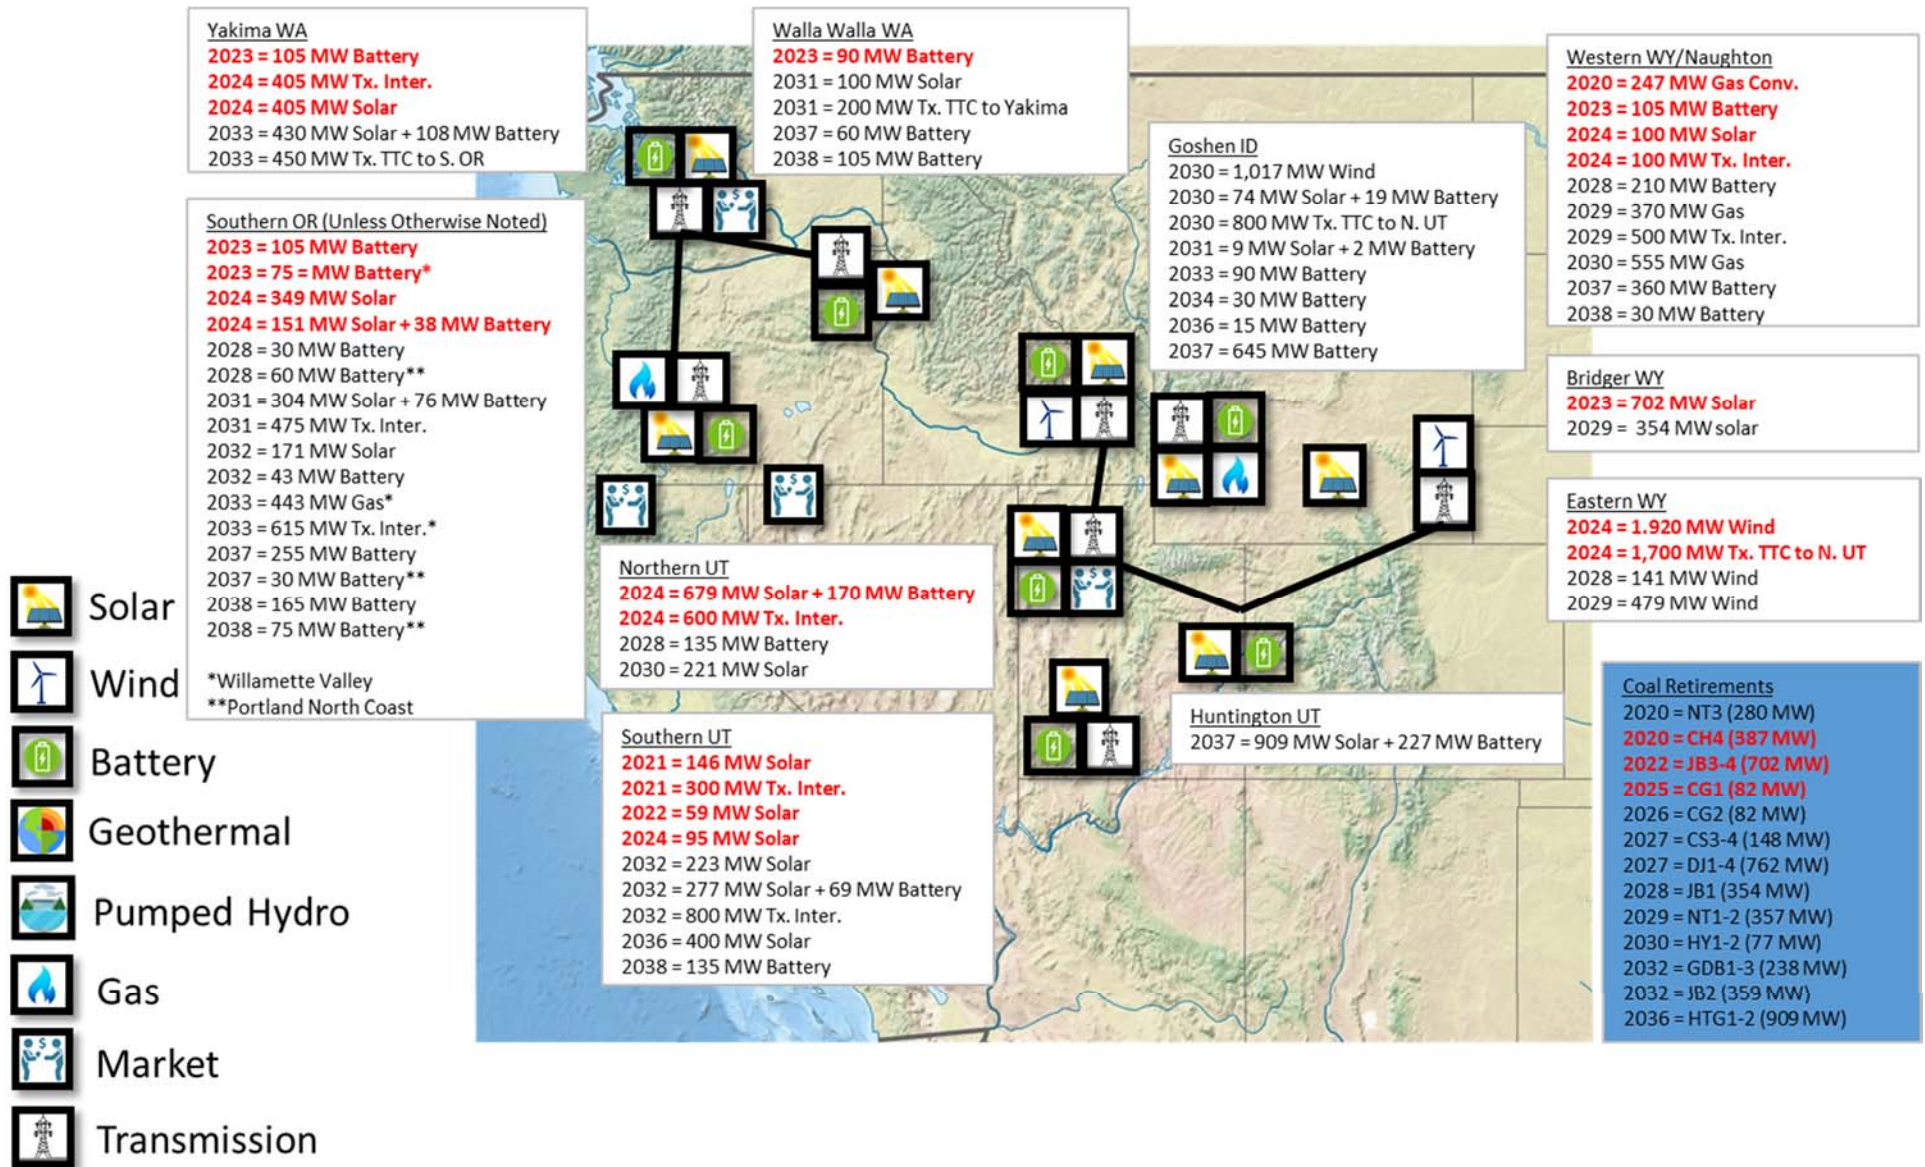 Yakima WA
2023 = 105 MW Battery
2024 = 405 MW Tx. Inter.
2024 = 405 MW Solar
2033 = 430 MW Solar + 108 MW Battery
2033 = 450 MW Tx. TTC to S. OR
Walla Walla WA
2023 = 90 MW Battery
2031 = 100 MW Solar
2031 = 200 MW Tx. TTC to Yakima
2037 = 60 MW Battery
2038 = 105 MW Battery
Western WY/Naughton
2020 = 247 MW Gas Conv.
2023 = 105 MW Battery
2024 = 100 MW Solar
2024 = 100 MW Tx. Inter.
2028 = 210 MW Battery
2029 = 370 MW Gas
2029 = 500 MW Tx. Inter.
2030 = 555 MW Gas
2037 = 360 MW Battery
2038 = 30 MW Battery
Goshen ID
2030 = 1,017 MW Wind
2030 = 74 MW Solar + 19 MW Battery
2030 = 800 MW Tx. TTC to N. UT
2031 = 9 MW Solar + 2 MW Battery
2033 = 90 MW Battery
2034 = 30 MW Battery
2036 = 15 MW Battery
2037 = 645 MW Battery
Southern OR (Unless Otherwise Noted)
2023 = 105 MW Battery
2023 = 75 = MW Battery*
2024 = 349 MW Solar
2024 = 151 MW Solar + 38 MW Battery
2028 = 30 MW Battery
2028 = 60 MW Battery**
2031 = 304 MW Solar + 76 MW Battery
2031 = 475 MW Tx. Inter.
2032 = 171 MW Solar
2032 = 43 MW Battery
2033 = 443 MW Gas*
2033 = 615 MW Tx. Inter.*
2037 = 255 MW Battery
2037 = 30 MW Battery**
2038 = 165 MW Battery
2038 = 75 MW Battery**
*Willamette Valley
**Portland North Coast
Bridger WY
2023 = 702 MW Solar
2029 = 354 MW solar
Eastern WY
2024 = 1.920 MW Wind
2024 = 1,700 MW Tx. TTC to N. UT
2028 = 141 MW Wind
2029 = 479 MW Wind
Northern UT
2024 = 679 MW Solar + 170 MW Battery
2024 = 600 MW Tx. Inter.
2028 = 135 MW Battery
2030 = 221 MW Solar
Southern UT
2021 = 146 MW Solar
2021 = 300 MW Tx. Inter.
2022 = 59 MW Solar
2024 = 95 MW Solar
2032 = 223 MW Solar
2032 = 277 MW Solar + 69 MW Battery
2032 = 800 MW Tx. Inter.
2036 = 400 MW Solar
2038 = 135 MW Battery
Huntington UT
2037 = 909 MW Solar + 227 MW Battery
Coal Retirements
2020 = NT3 (280 MW)
2020 = CH4 (387 MW)
2022 = JB3-4 (702 MW)
2025 = CG1 (82 MW)
2026 = CG2 (82 MW)
2027 = CS3-4 (148 MW)
2027 = DJ1-4 (762 MW)
2028 = JB1 (354 MW)
2029 = NT1-2 (357 MW)
2030 = HY1-2 (77 MW)
2032 = GDB1-3 (238 MW)
2032 = JB2 (359 MW)
2036 = HTG1-2 (909 MW)
Solar
Wind
Battery
Geothermal
Pumped Hydro
Gas
Market
Transmission